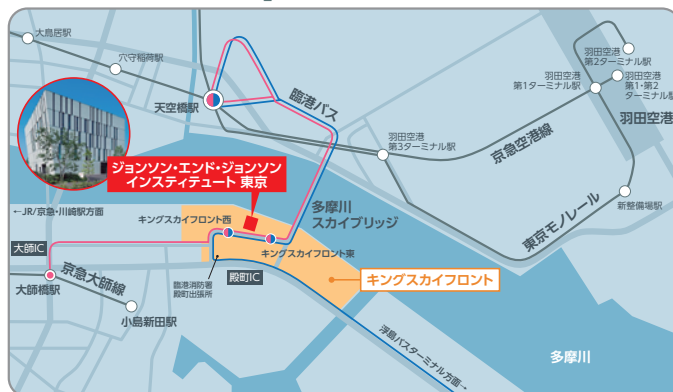 大鳥居駅
穴守稲荷駅
天空橋駅
臨港バス
羽田空港
第2ターミナル駅
羽田空港
第1ターミナル駅
羽田空港
第1・第2
ターミナル駅
羽田空港
羽田空港
第3ターミナル駅
京急空港線
ジョンソン・エンド・ジョンソン
インスティテュート 東京
多摩川
スカイブリッジ
東京モノレール
新整備場駅
←JR/京急・川崎駅方面
キングスカイフロント西
キングスカイフロント東
大師IC
京急大師線
大師橋駅
臨港消防署
殿町出張所
殿町IC
キングスカイフロント
小島新田駅
浮島バスターミナル方面→
多摩川